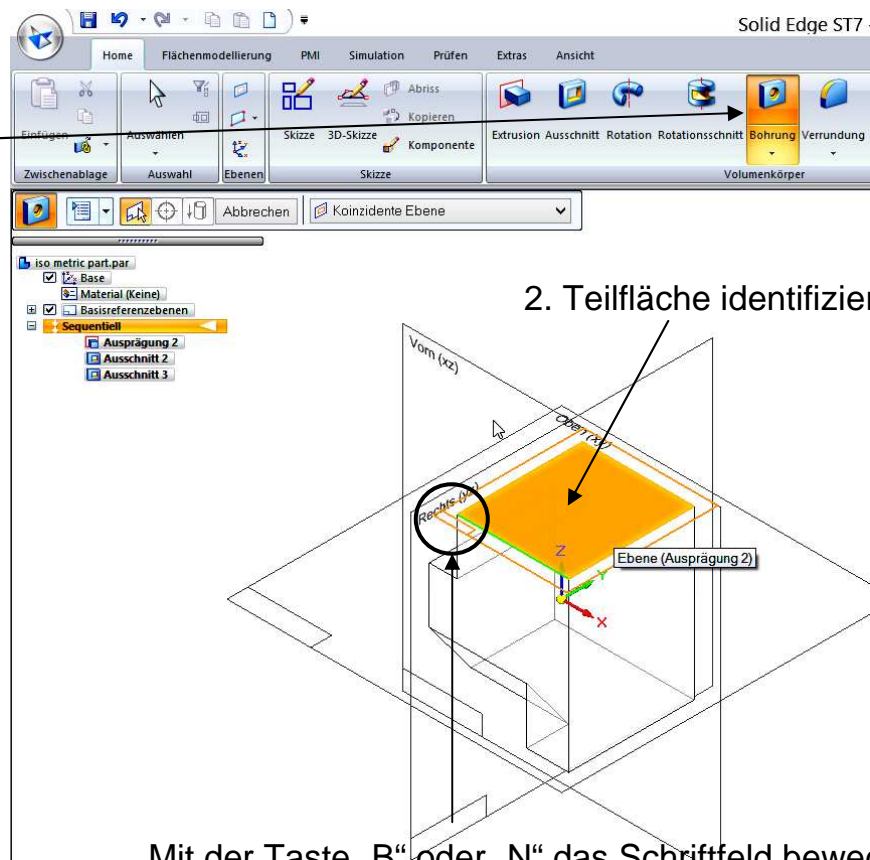 Solid Edge ST7 -
Home Flächenmodellierung PMI Simulation Prüfen Extras Ansicht
Abriss
Kopieren
Einfügen Auswählen Skizze 3D-Skizze Komponente Extrusion Ausschnitt Rotation Rotationsschnitt Bohrung Verrundung
Zwischenablage Auswahl Ebenen Skizze Volumenkörper
Abbrechen Koinzidente Ebene
iso metric part.par
Base
Material (Keine)
Basisreferenzebenen
Sequentiell
Ausprägung 2
Ausschnitt 2
Ausschnitt 3
2. Teilfläche identifizier
Vorn (xz)
Oben (xy)
Rechts (yz)
Z
Ebene (Ausprägung 2)
Y
X
Mit der Taste „B“ oder „N“ das Schriftfeld beweg